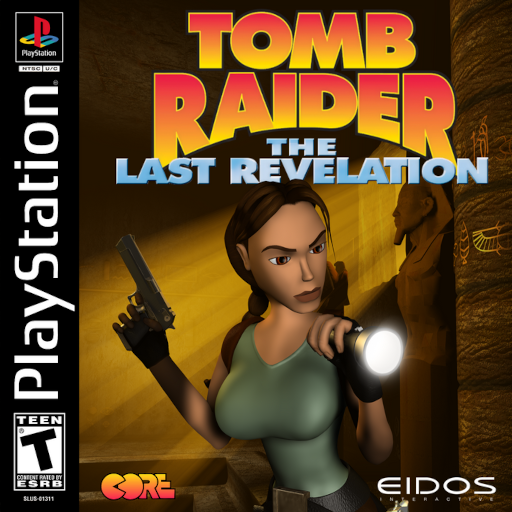 PlayStation
NTSC U/C
PlayStation
TOMB
RAIDER
THE
LAST REVELATION
TEEN
T
CONTENT RATED BY
ESRB
SLUS-01311
CORE
EIDOS
INTERACTIVE